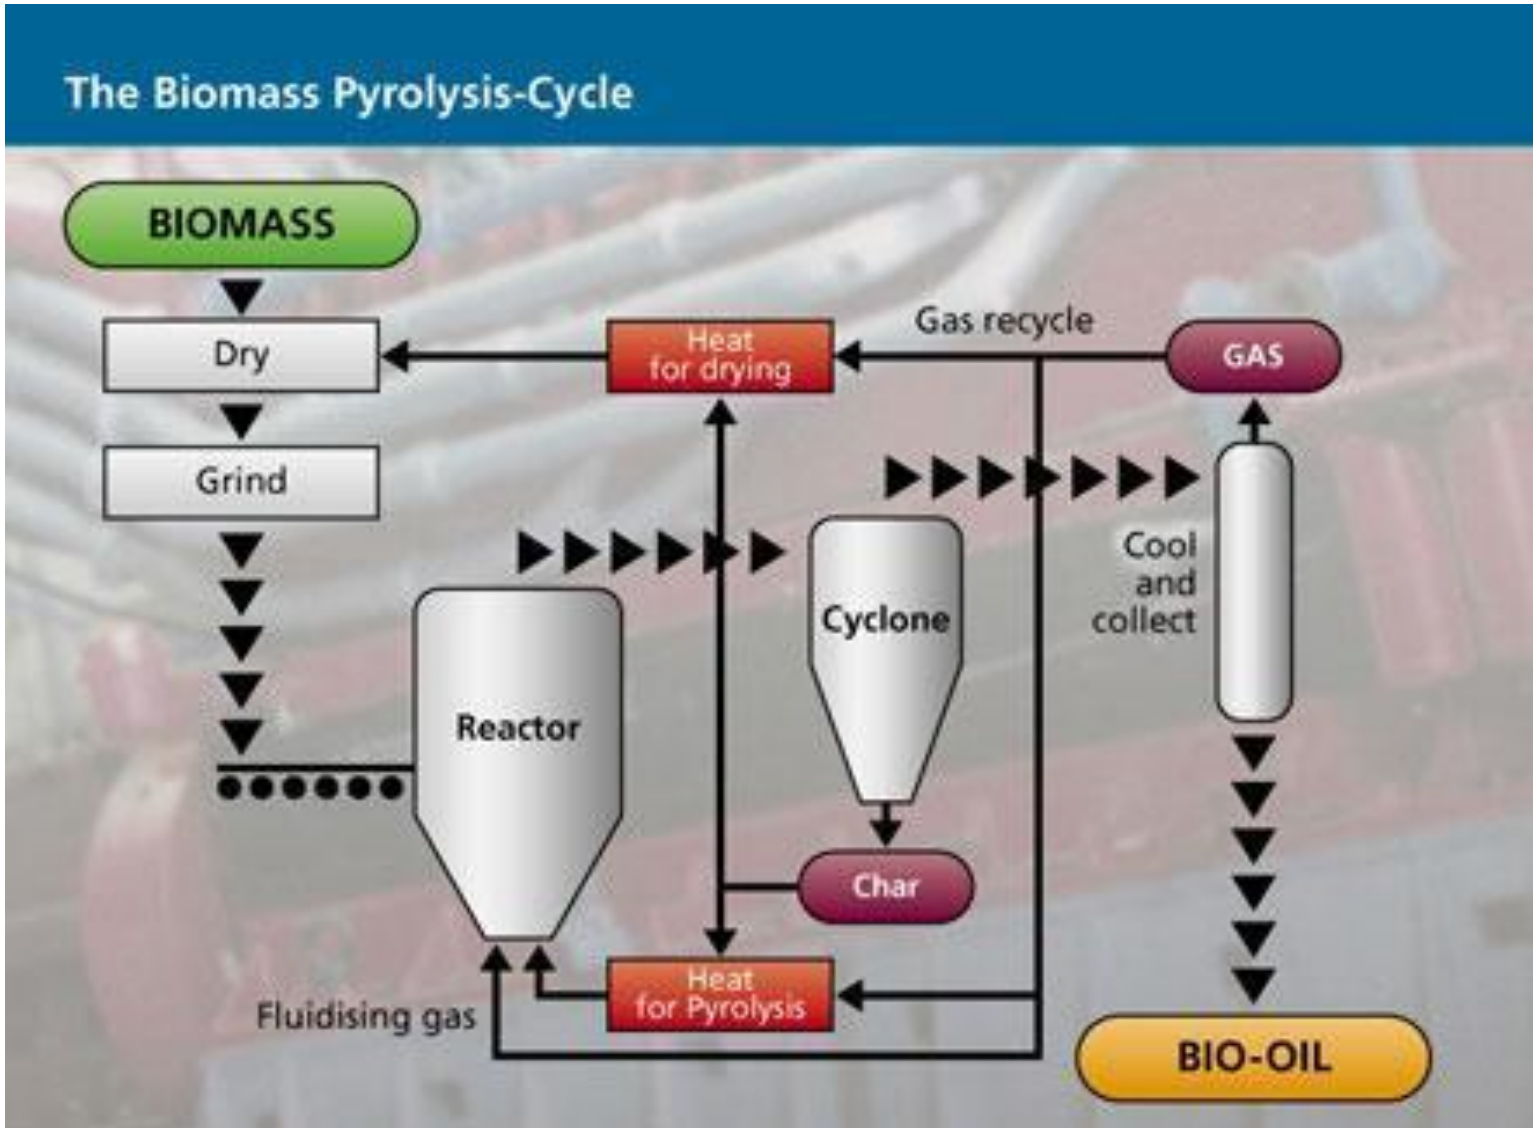 The Biomass Pyrolysis-Cycle
BIOMASS
Dry
Grind
Heat
for drying
Gas recycle
GAS
Cool
and
collect
Cyclone
Reactor
Char
Heat
for Pyrolysis
Fluidising gas
BIO-OIL